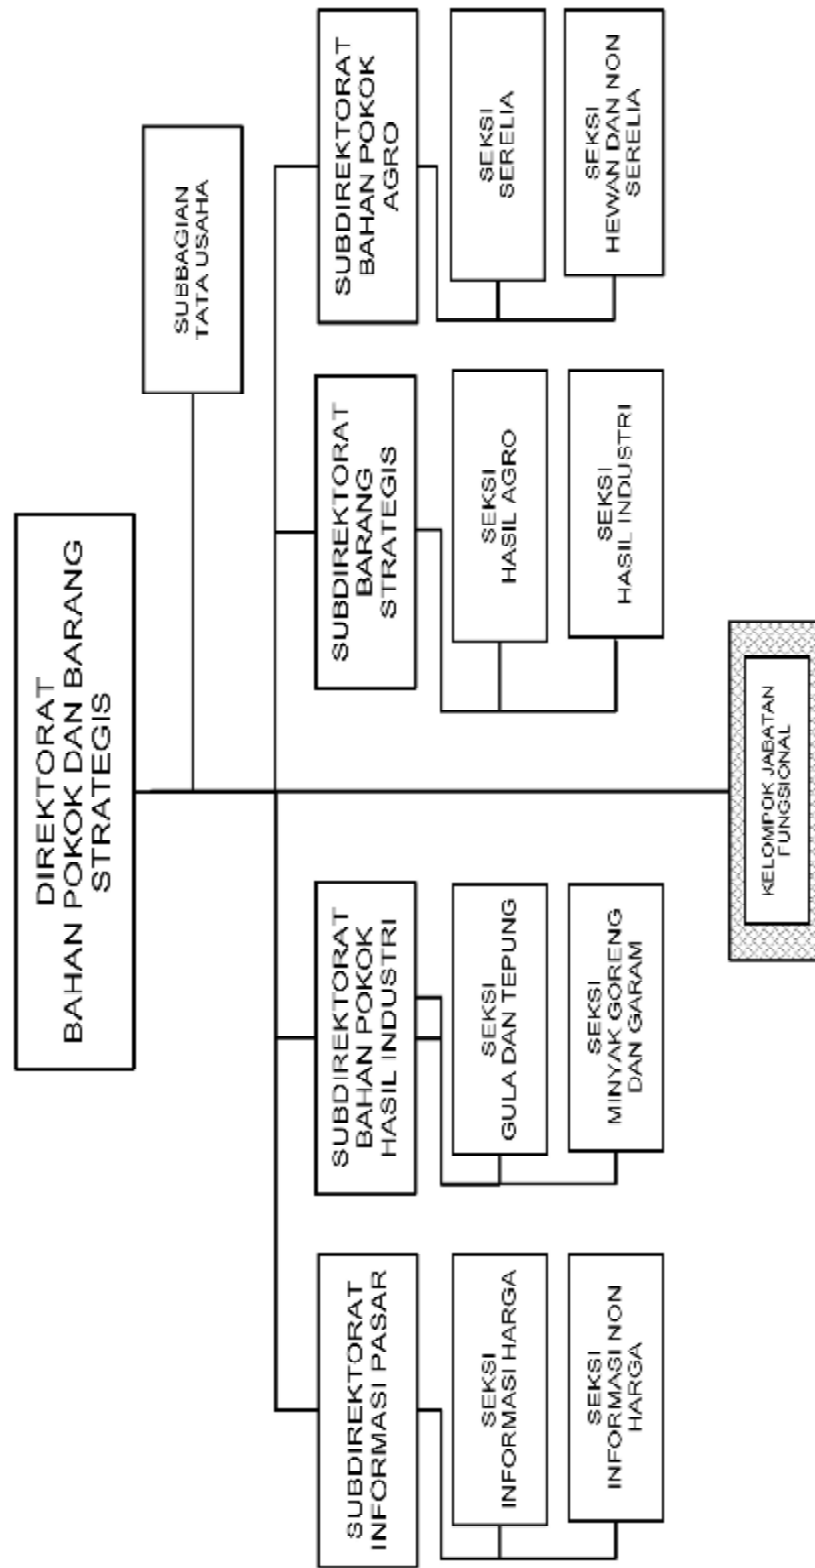 DIREKTORAT
BAHAN POKOK DAN BARANG
STRATEGIS
SUBBAGIAN
TATA USAHA
SUBDIREKTORAT
INFORMASI PASAR
SUBDIREKTORAT
BAHAN POKOK
HASIL INDUSTRI
SUBDIREKTORAT
BARANG
STRATEGIS
SUBDIREKTORAT
BAHAN POKOK
AGRO
SEKSI
INFORMASI HARGA
SEKSI
GULA DAN TEPUNG
SEKSI
HASIL AGRO
SEKSI
SERELIA
SEKSI
INFORMASI NON
HARGA
SEKSI
MINYAK GORENG
DAN GARAM
SEKSI
HASIL INDUSTRI
SEKSI
HEWAN DAN NON
SERELIA
KELOMPOK JABATAN
FUNGSIONAL